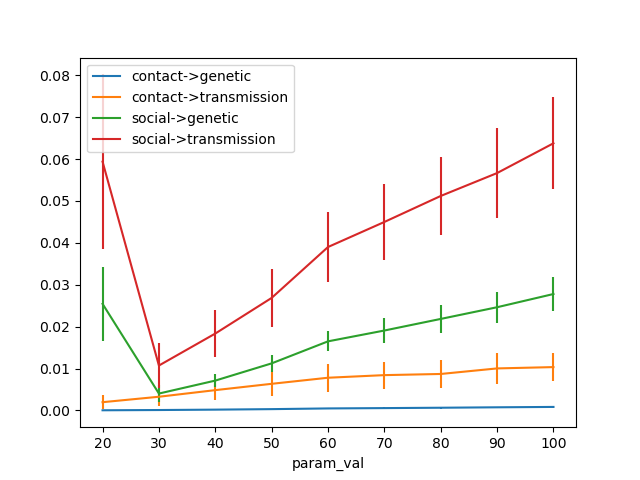 0.08
0.07
0.06
0.05
0.04
0.03
0.02
0.01
0.00
contact->genetic
contact->transmission
social->genetic
social->transmission
20 30 40 50 60 70 80 90 100
param_val